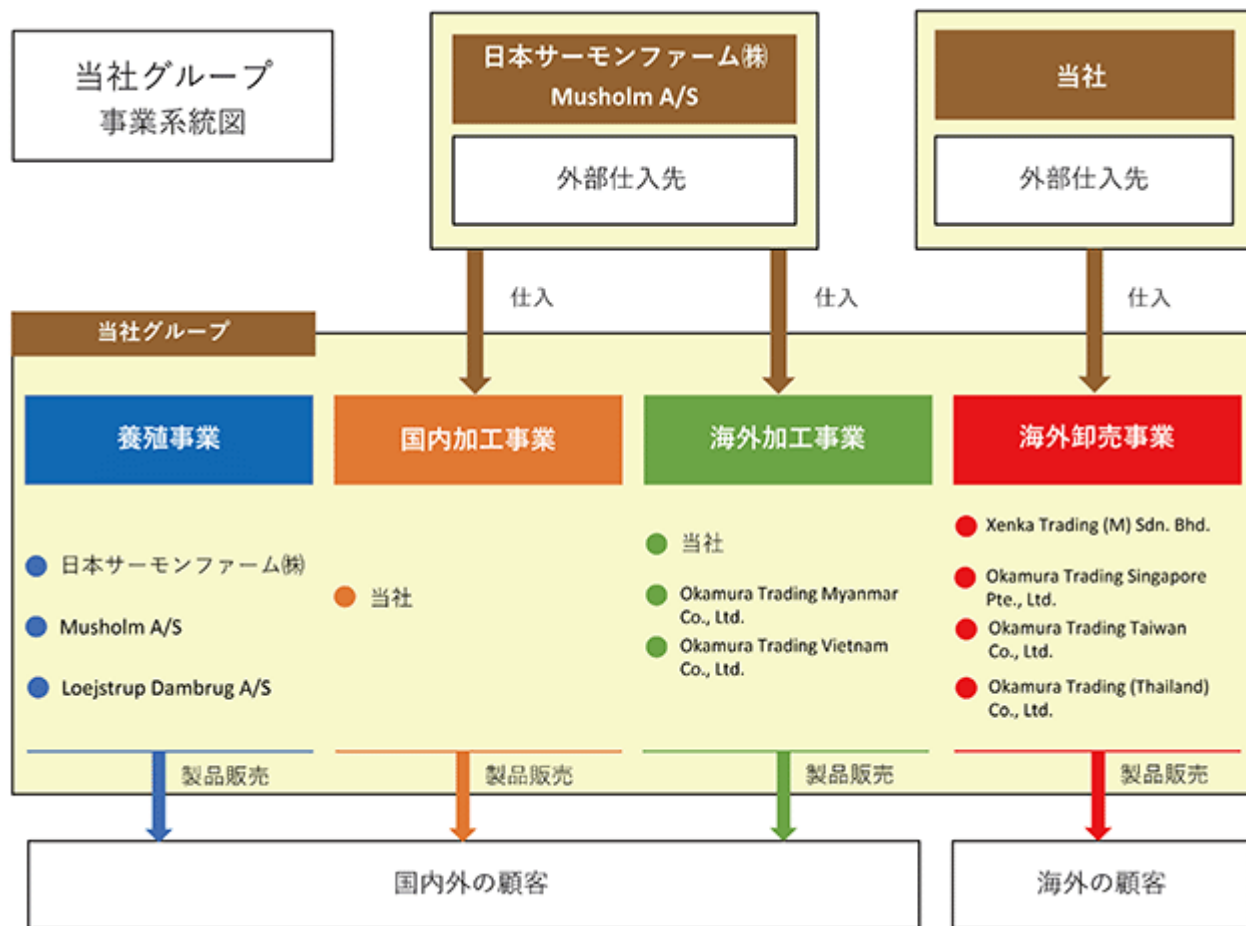 当社グループ
事業系統図
日本サーモンファーム㈱
Musholm A/S
外部仕入先
当社
外部仕入先
仕入
仕入
仕入
当社グループ
養殖事業
国内加工事業
海外加工事業
海外卸売事業
日本サーモンファーム㈱
Musholm A/S
Loejstrup Dambrug A/S
当社
当社
Okamura Trading Myanmar
Co., Ltd.
Okamura Trading Vietnam
Co., Ltd.
Xenka Trading (M) Sdn. Bhd.
Okamura Trading Singapore
Pte., Ltd.
Okamura Trading Taiwan
Co., Ltd.
Okamura Trading (Thailand)
Co., Ltd.
製品販売
製品販売
製品販売
製品販売
国内外の顧客
海外の顧客